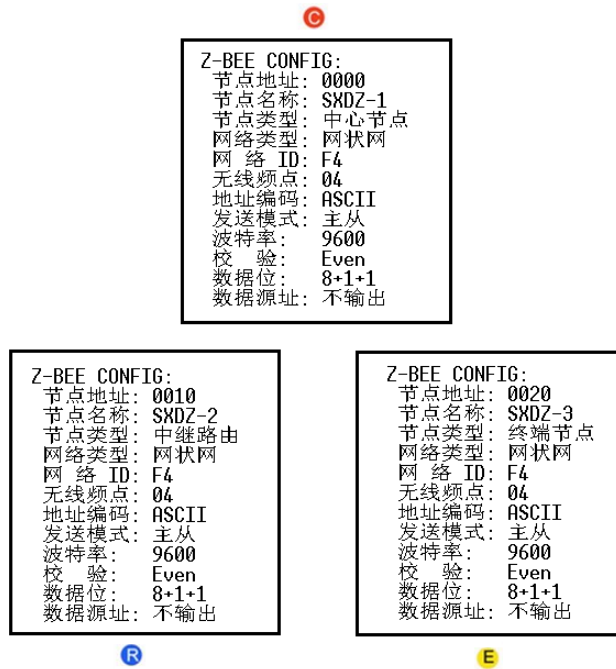 C
Z-BEE CONFIG:
节点地址: 0000
节点名称: SXDZ-1
节点类型: 中心节点
网络类型: 网状网
网 络 ID: F4
无线频点: 04
地址编码: ASCII
发送模式: 主从
波特率: 9600
校 验: Even
数据位: 8+1+1
数据源址: 不输出
Z-BEE CONFIG:
节点地址: 0010
节点名称: SXDZ-2
节点类型: 中继路由
网络类型: 网状网
网 络 ID: F4
无线频点: 04
地址编码: ASCII
发送模式: 主从
波特率: 9600
校 验: Even
数据位: 8+1+1
数据源址: 不输出
R
Z-BEE CONFIG:
节点地址: 0020
节点名称: SXDZ-3
节点类型: 终端节点
网络类型: 网状网
网 络 ID: F4
无线频点: 04
地址编码: ASCII
发送模式: 主从
波特率: 9600
校 验: Even
数据位: 8+1+1
数据源址: 不输出
E